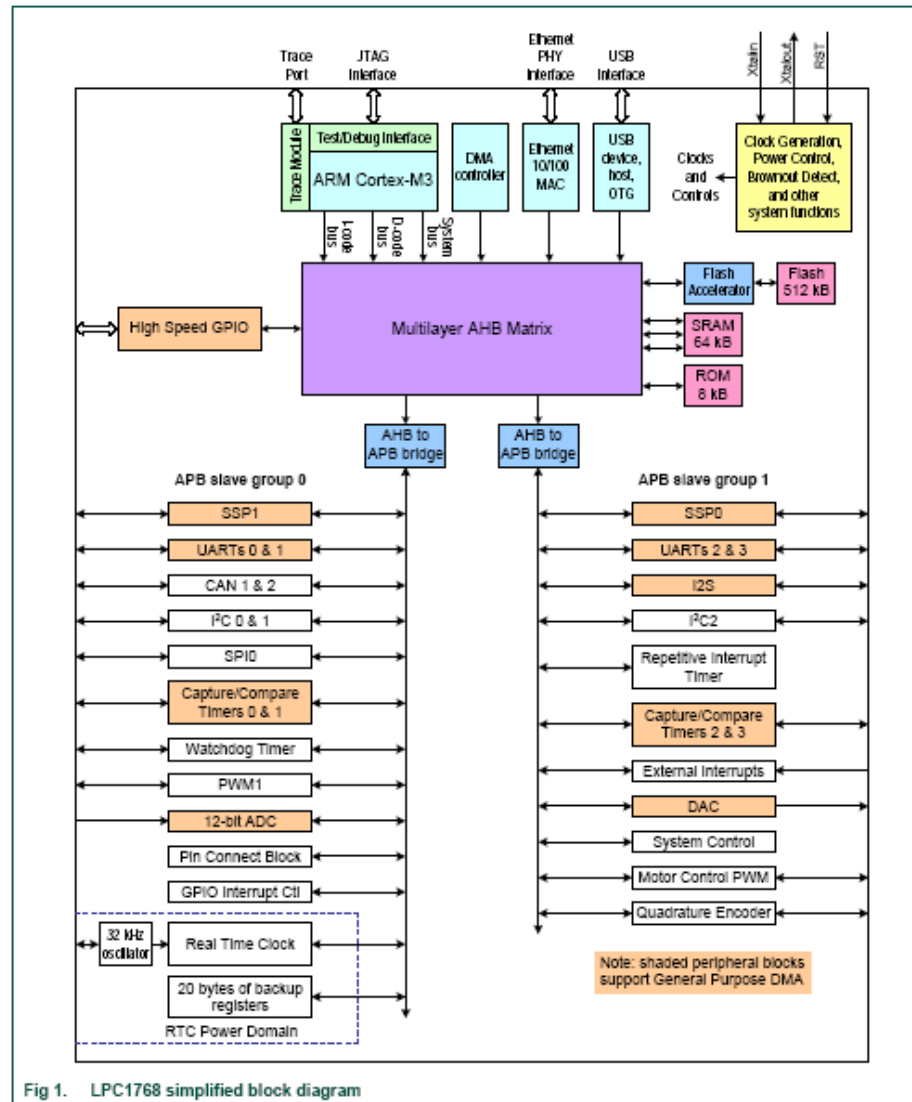 Trace
Port
JTAG
Interface
Ethernet
PHY
Interface
USB
Interface
Xtalin
Xtalout
RST
Trace Module
Test/Debug Interface
ARM Cortex-M3
DMA
controller
Ethernet
10/100
MAC
USB
device,
host,
OTG
Clocks
and
Controls
Clock Generation,
Power Control,
Brownout Detect,
and other
system functions
I-code
bus
D-code
bus
System
bus
Multilayer AHB Matrix
High Speed GPIO
Flash
Accelerator
Flash
512 kB
SRAM
64 kB
ROM
8 kB
AHB to
APB bridge
AHB to
APB bridge
APB slave group 0
SSP1
UARTs 0 & 1
CAN 1 & 2
I²C 0 & 1
SPI0
Capture/Compare
Timers 0 & 1
Watchdog Timer
PWM1
12-bit ADC
Pin Connect Block
GPIO Interrupt Ctl
32 kHz
oscillator
Real Time Clock
20 bytes of backup
registers
RTC Power Domain
APB slave group 1
SSP0
UARTs 2 & 3
I2S
I²C2
Repetitive Interrupt
Timer
Capture/Compare
Timers 2 & 3
External Interrupts
DAC
System Control
Motor Control PWM
Quadrature Encoder
Note: shaded peripheral blocks
support General Purpose DMA
Fig 1. LPC1768 simplified block diagram